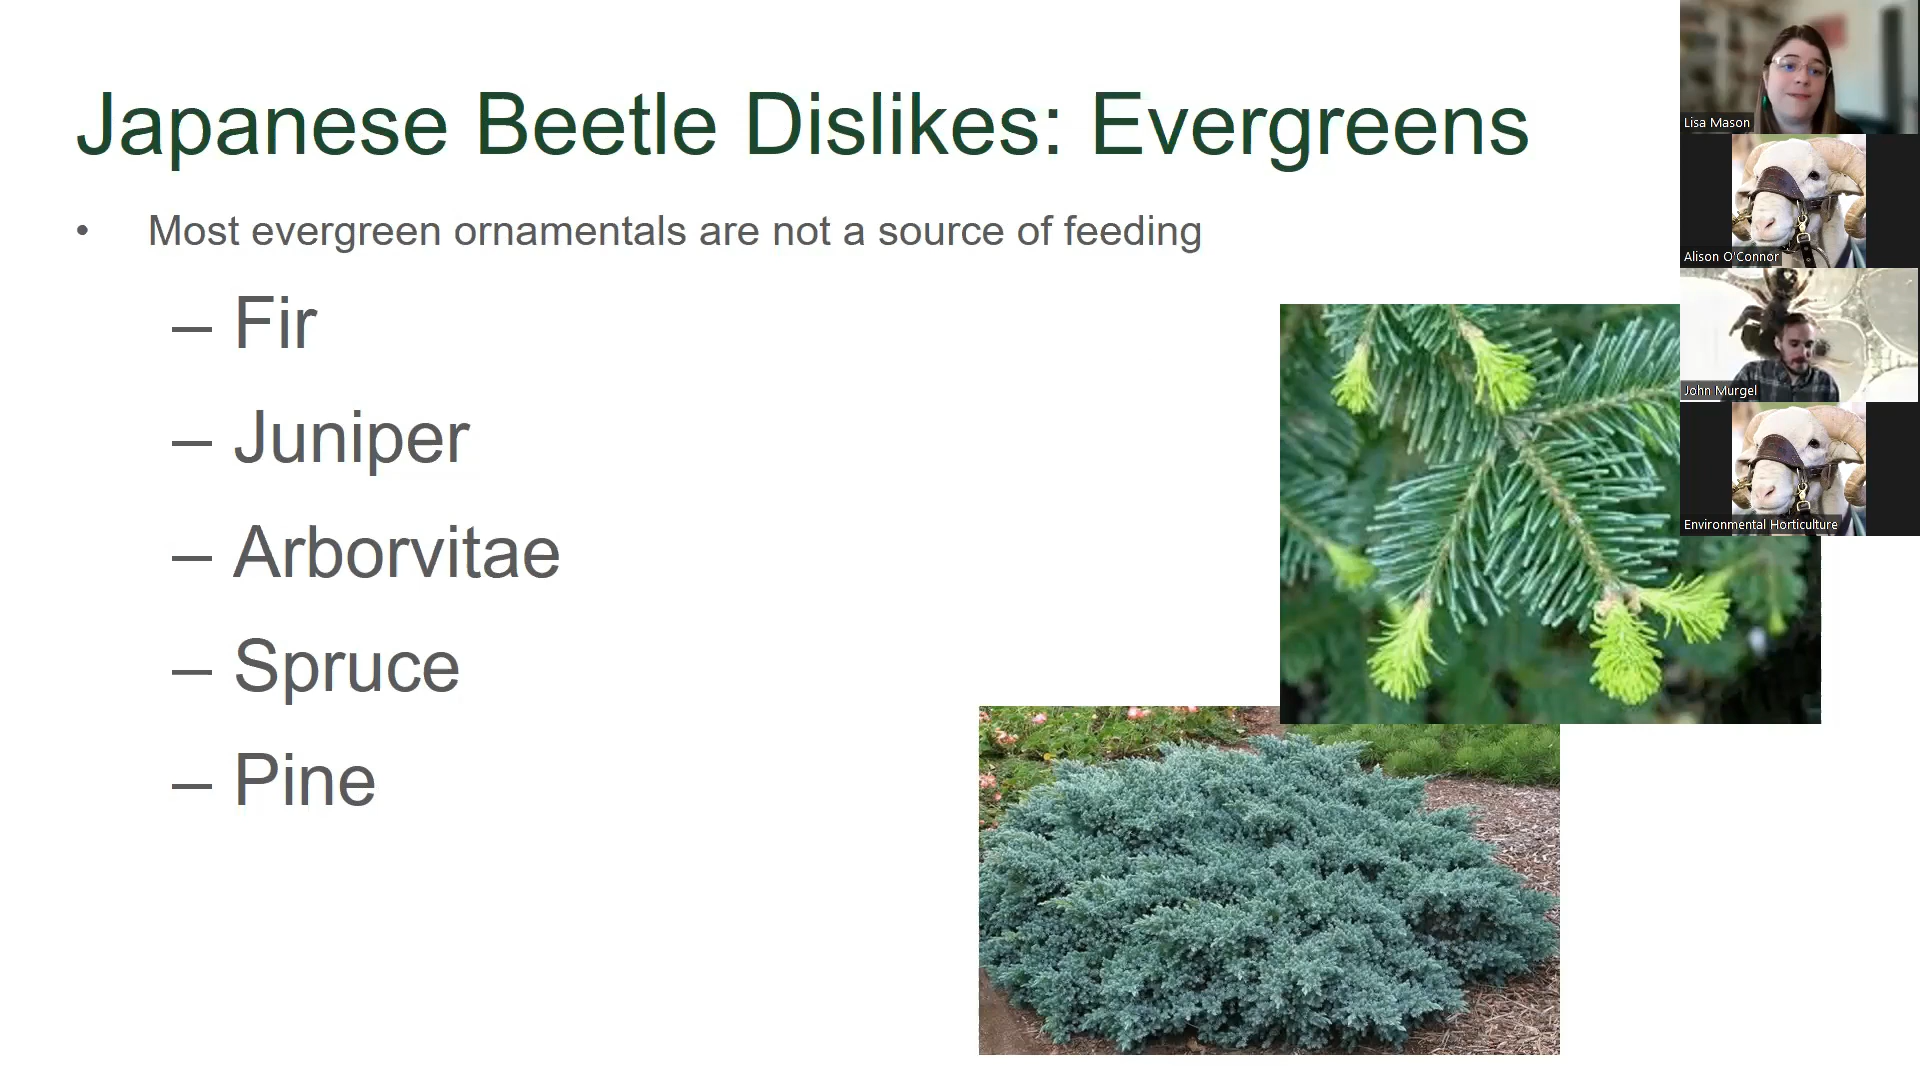 Japanese Beetle Dislikes: Evergreens
• Most evergreen ornamentals are not a source of feeding
– Fir
– Juniper
– Arborvitae
– Spruce
– Pine
Lisa Mason
Alison O'Connor
John Murgel
Environmental Horticulture